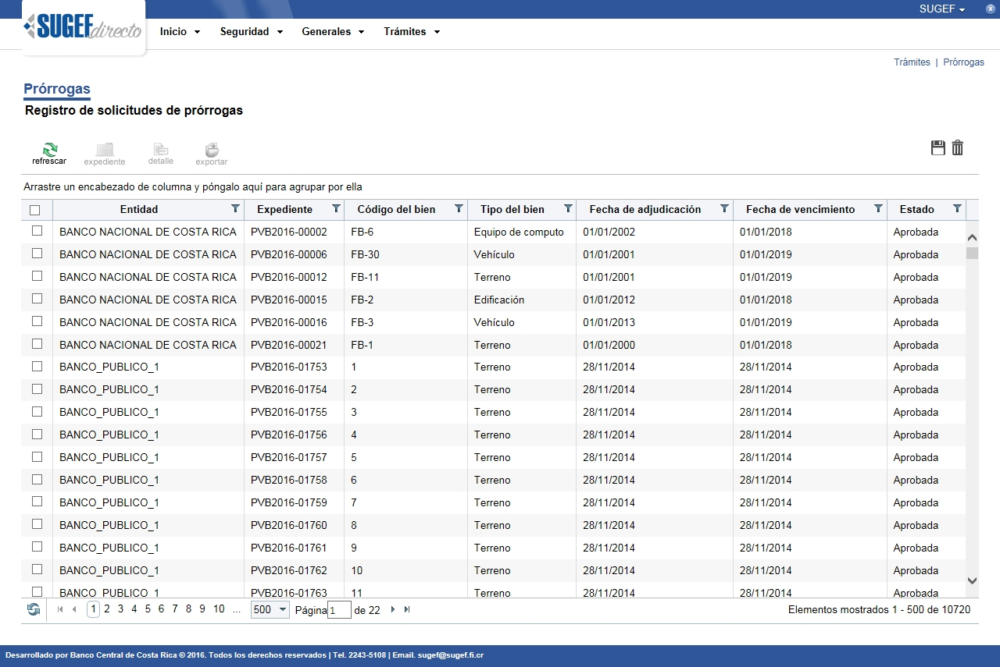 SUGEF
SUGEFdirecto
Inicio Seguridad Generales Trámites
Trámites | Prórrogas
Prórrogas
Registro de solicitudes de prórrogas
refrescar expediente detalle exportar
Arrastre un encabezado de columna y póngalo aquí para agrupar por ella
Entidad Expediente Código del bien Tipo del bien Fecha de adjudicación Fecha de vencimiento Estado
BANCO NACIONAL DE COSTA RICA PVB2016-00002 FB-6 Equipo de computo 01/01/2002 01/01/2018 Aprobada
BANCO NACIONAL DE COSTA RICA PVB2016-00006 FB-30 Vehículo 01/01/2001 01/01/2019 Aprobada
BANCO NACIONAL DE COSTA RICA PVB2016-00012 FB-11 Terreno 01/01/2001 01/01/2019 Aprobada
BANCO NACIONAL DE COSTA RICA PVB2016-00015 FB-2 Edificación 01/01/2012 01/01/2018 Aprobada
BANCO NACIONAL DE COSTA RICA PVB2016-00016 FB-3 Vehículo 01/01/2013 01/01/2019 Aprobada
BANCO NACIONAL DE COSTA RICA PVB2016-00021 FB-1 Terreno 01/01/2000 01/01/2018 Aprobada
BANCO_PUBLICO_1 PVB2016-01753 1 Terreno 28/11/2014 28/11/2014 Aprobada
BANCO_PUBLICO_1 PVB2016-01754 2 Terreno 28/11/2014 28/11/2014 Aprobada
BANCO_PUBLICO_1 PVB2016-01755 3 Terreno 28/11/2014 28/11/2014 Aprobada
BANCO_PUBLICO_1 PVB2016-01756 4 Terreno 28/11/2014 28/11/2014 Aprobada
BANCO_PUBLICO_1 PVB2016-01757 5 Terreno 28/11/2014 28/11/2014 Aprobada
BANCO_PUBLICO_1 PVB2016-01758 6 Terreno 28/11/2014 28/11/2014 Aprobada
BANCO_PUBLICO_1 PVB2016-01759 7 Terreno 28/11/2014 28/11/2014 Aprobada
BANCO_PUBLICO_1 PVB2016-01760 8 Terreno 28/11/2014 28/11/2014 Aprobada
BANCO_PUBLICO_1 PVB2016-01761 9 Terreno 28/11/2014 28/11/2014 Aprobada
BANCO_PUBLICO_1 PVB2016-01762 10 Terreno 28/11/2014 28/11/2014 Aprobada
BANCO_PUBLICO_1 PVB2016-01763 11 Terreno 28/11/2014 28/11/2014 Aprobada
1 2 3 4 5 6 7 8 9 10 ... 500 Página 1 de 22 Elementos mostrados 1 - 500 de 10720
Desarrollado por Banco Central de Costa Rica © 2016. Todos los derechos reservados | Tel. 2243-5108 | Email. sugef@sugef.fi.cr